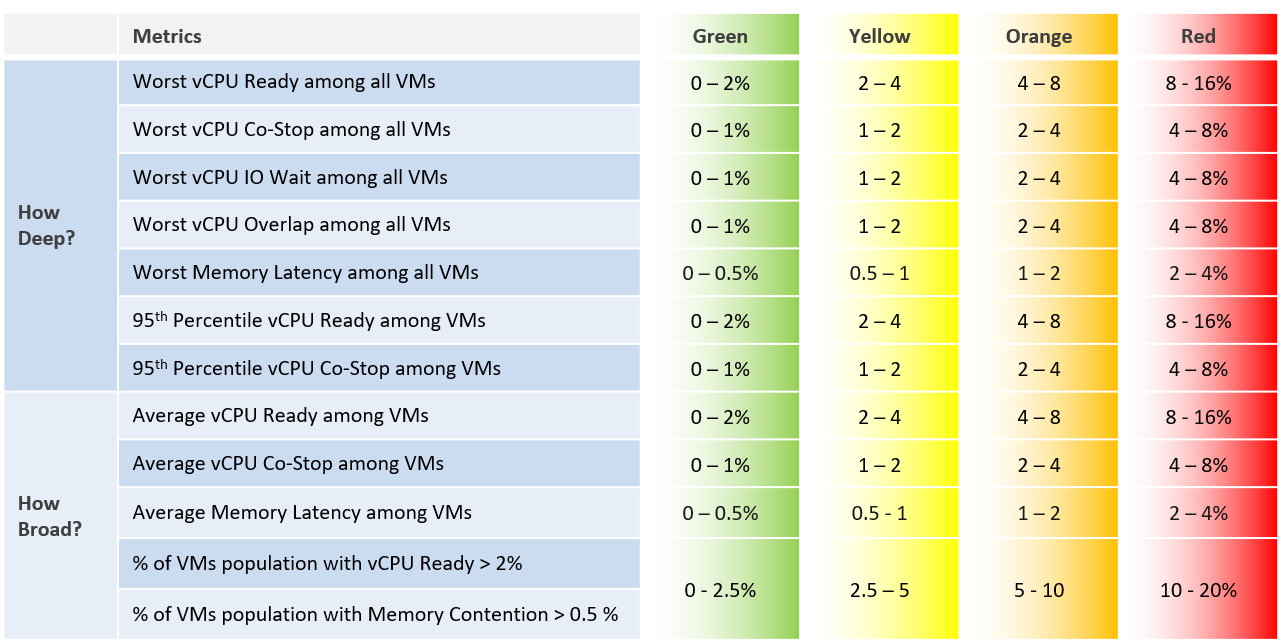 Metrics Green Yellow Orange Red
How Deep?
Worst vCPU Ready among all VMs 0 – 2% 2 – 4 4 – 8 8 - 16%
Worst vCPU Co-Stop among all VMs 0 – 1% 1 – 2 2 – 4 4 – 8%
Worst vCPU IO Wait among all VMs 0 – 1% 1 – 2 2 – 4 4 – 8%
Worst vCPU Overlap among all VMs 0 – 1% 1 – 2 2 – 4 4 – 8%
Worst Memory Latency among all VMs 0 – 0.5% 0.5 – 1 1 – 2 2 – 4%
95th Percentile vCPU Ready among VMs 0 – 2% 2 – 4 4 – 8 8 - 16%
95th Percentile vCPU Co-Stop among VMs 0 – 1% 1 – 2 2 – 4 4 – 8%
How Broad?
Average vCPU Ready among VMs 0 – 2% 2 – 4 4 – 8 8 - 16%
Average vCPU Co-Stop among VMs 0 – 1% 1 – 2 2 – 4 4 – 8%
Average Memory Latency among VMs 0 – 0.5% 0.5 - 1 1 – 2 2 – 4%
% of VMs population with vCPU Ready > 2%
% of VMs population with Memory Contention > 0.5 %
0 - 2.5% 2.5 – 5 5 - 10 10 - 20%